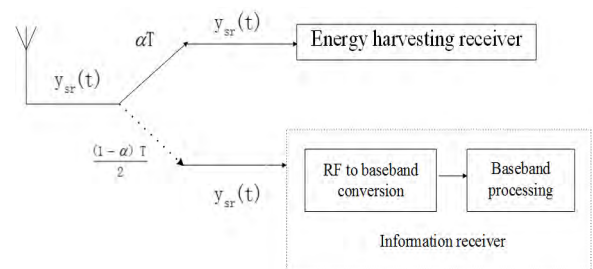 αT
y_sr(t)
Energy harvesting receiver
y_sr(t)
(1-α) T
2
y_sr(t)
RF to baseband
conversion
Baseband
processing
Information receiver